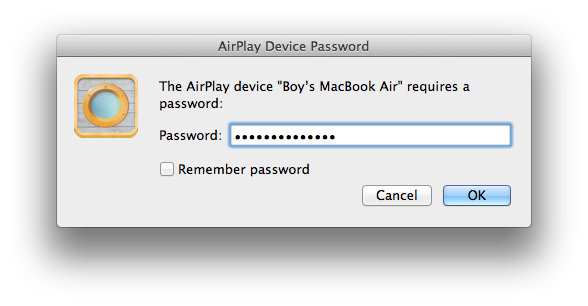 AirPlay Device Password
The AirPlay device "Boy's MacBook Air" requires a
password:
Password: ••••••••••••••
Remember password
Cancel OK